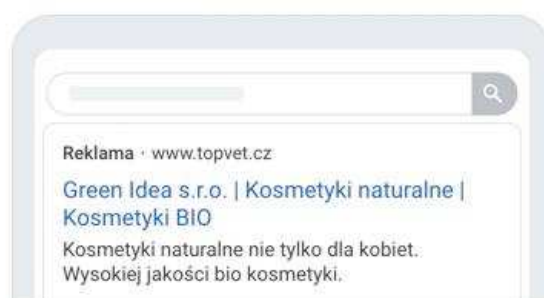 Reklama · www.topvet.cz
Green Idea s.r.o. | Kosmetyki naturalne |
Kosmetyki BIO
Kosmetyki naturalne nie tylko dla kobiet.
Wysokiej jakości bio kosmetyki.